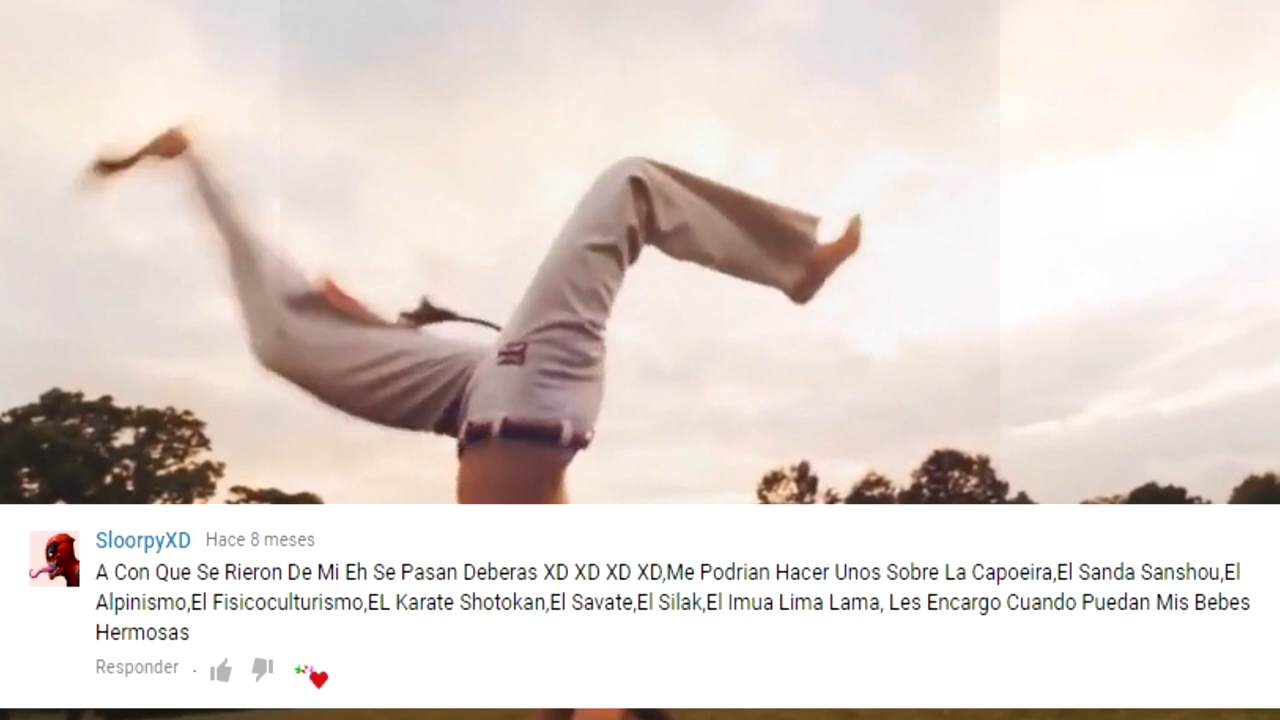 SloorpyXD Hace 8 meses
A Con Que Se Rieron De Mi Eh Se Pasan Deberas XD XD XD XD,Me Podrian Hacer Unos Sobre La Capoeira,El Sanda Sanshou,El
Alpinismo,El Fisicoculturismo,EL Karate Shotokan,El Savate,El Silak,El Imua Lima Lama, Les Encargo Cuando Puedan Mis Bebes
Hermosas
Responder .